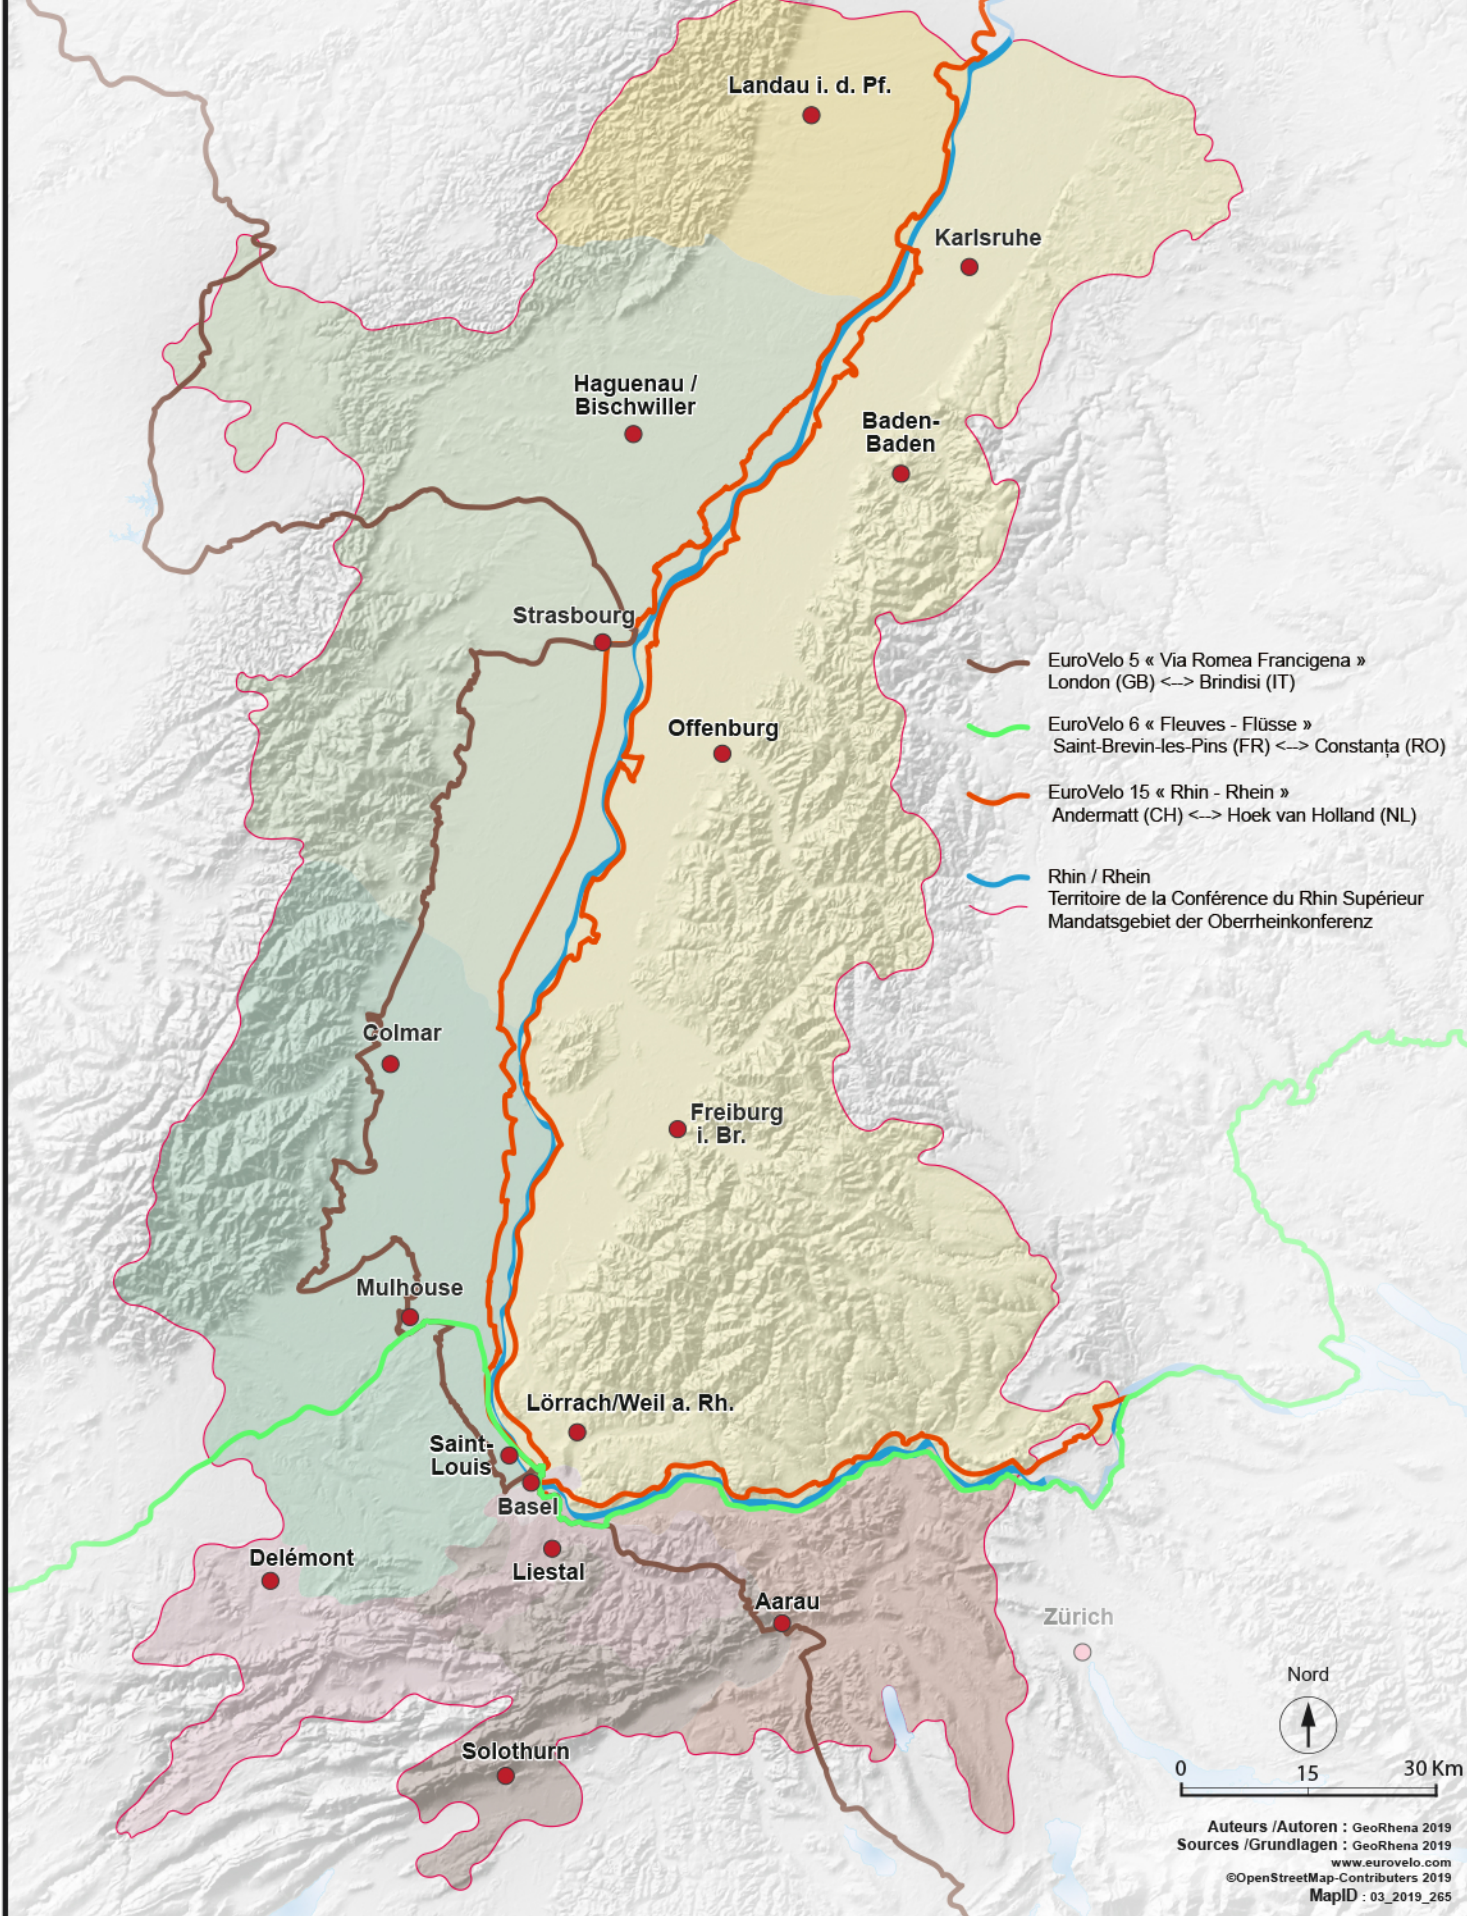 Landau i. d. Pf.
Karlsruhe
Haguenau /
Bischwiller
Baden-
Baden
Strasbourg
EuroVelo 5 « Via Romea Francigena »
London (GB) <--> Brindisi (IT)
Offenburg
EuroVelo 6 « Fleuves - Flüsse »
Saint-Brevin-les-Pins (FR) <--> Constanța (RO)
EuroVelo 15 « Rhin - Rhein »
Andermatt (CH) <--> Hoek van Holland (NL)
Rhin / Rhein
Territoire de la Conférence du Rhin Supérieur
Mandatsgebiet der Oberrheinkonferenz
Colmar
Freiburg
i. Br.
Mulhouse
Lörrach/Weil a. Rh.
Saint-
Louis
Basel
Delémont
Liestal
Aarau
Zürich
Nord
Solothurn
0 15 30 Km
Auteurs /Autoren : GeoRhena 2019
Sources /Grundlagen : GeoRhena 2019
www.eurovelo.com
©OpenStreetMap-Contributers 2019
MapID : 03_2019_265